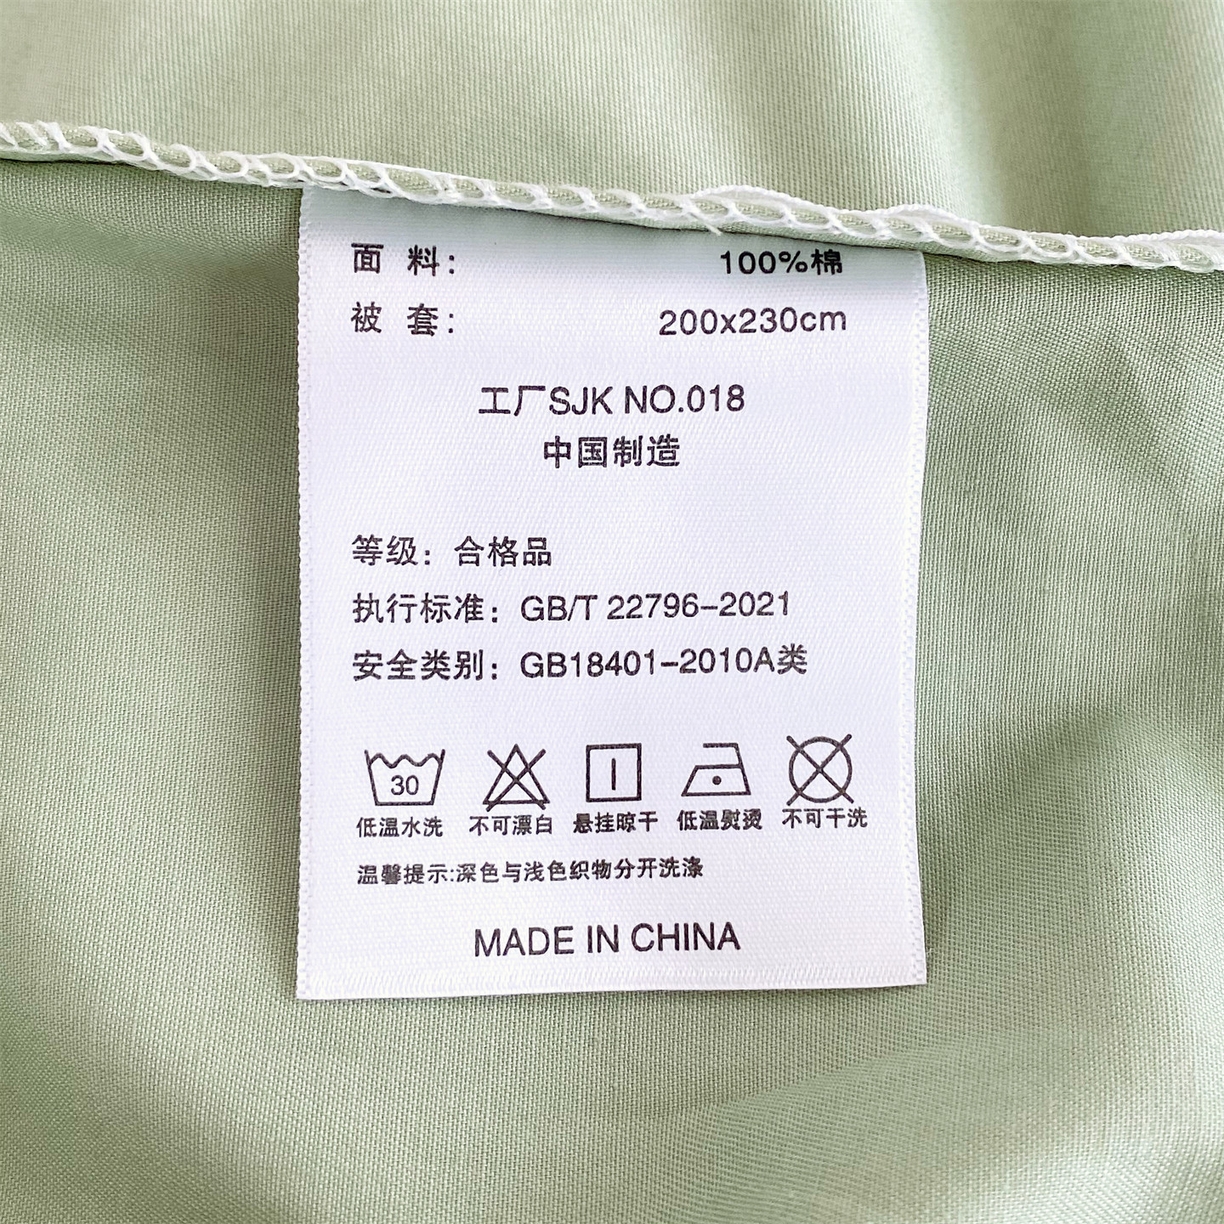 面 料: 100%棉
被 套: 200x230cm
工厂SJK NO.018
中国制造
等级: 合格品
执行标准: GB/T 22796-2021
安全类别: GB18401-2010A类
30
低温水洗 不可漂白 悬挂晾干 低温熨烫 不可干洗
温馨提示:深色与浅色织物分开洗涤
MADE IN CHINA